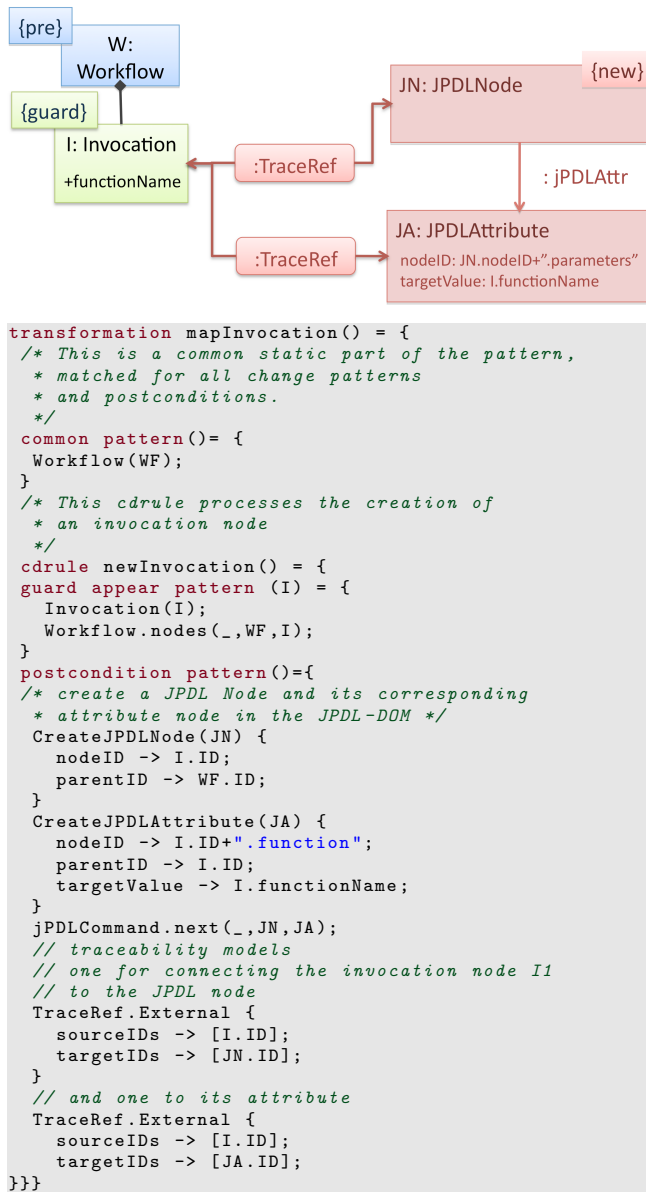 {pre}
W:
Workflow
{guard}
I: Invocation
+functionName
:TraceRef
:TraceRef
JN: JPDLNode
{new}
: jPDLAttr
JA: JPDLAttribute
nodeID: JN.nodeID+”.parameters”
targetValue: I.functionName
transformation mapInvocation() = {
/* This is a common static part of the pattern,
* matched for all change patterns
* and postconditions.
*/
common pattern()= {
Workflow(WF);
}
/* This cdrule processes the creation of
* an invocation node
*/
cdrule newInvocation() = {
guard appear pattern (I) = {
Invocation(I);
Workflow.nodes(_,WF,I);
}
postcondition pattern()={
/* create a JPDL Node and its corresponding
* attribute node in the JPDL-DOM */
CreateJPDLNode(JN) {
nodeID -> I.ID;
parentID -> WF.ID;
}
CreateJPDLAttribute(JA) {
nodeID -> I.ID+".function";
parentID -> I.ID;
targetValue -> I.functionName;
}
jPDLCommand.next(_,JN,JA);
// traceability models
// one for connecting the invocation node I1
// to the JPDL node
TraceRef.External {
sourceIDs -> [I.ID];
targetIDs -> [JN.ID];
}
// and one to its attribute
TraceRef.External {
sourceIDs -> [I.ID];
targetIDs -> [JA.ID];
}}}